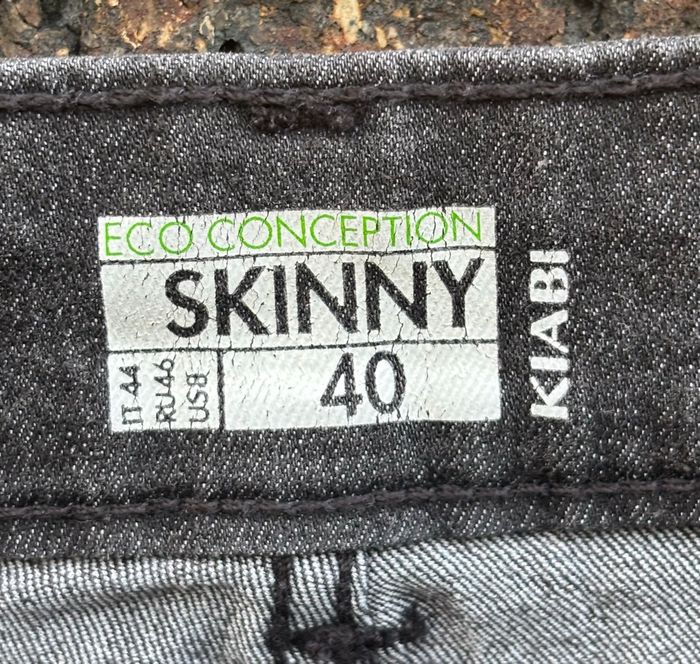 ECO CONCEPTION
SKINNY
IT 44
RU46
US8
40
KIABI